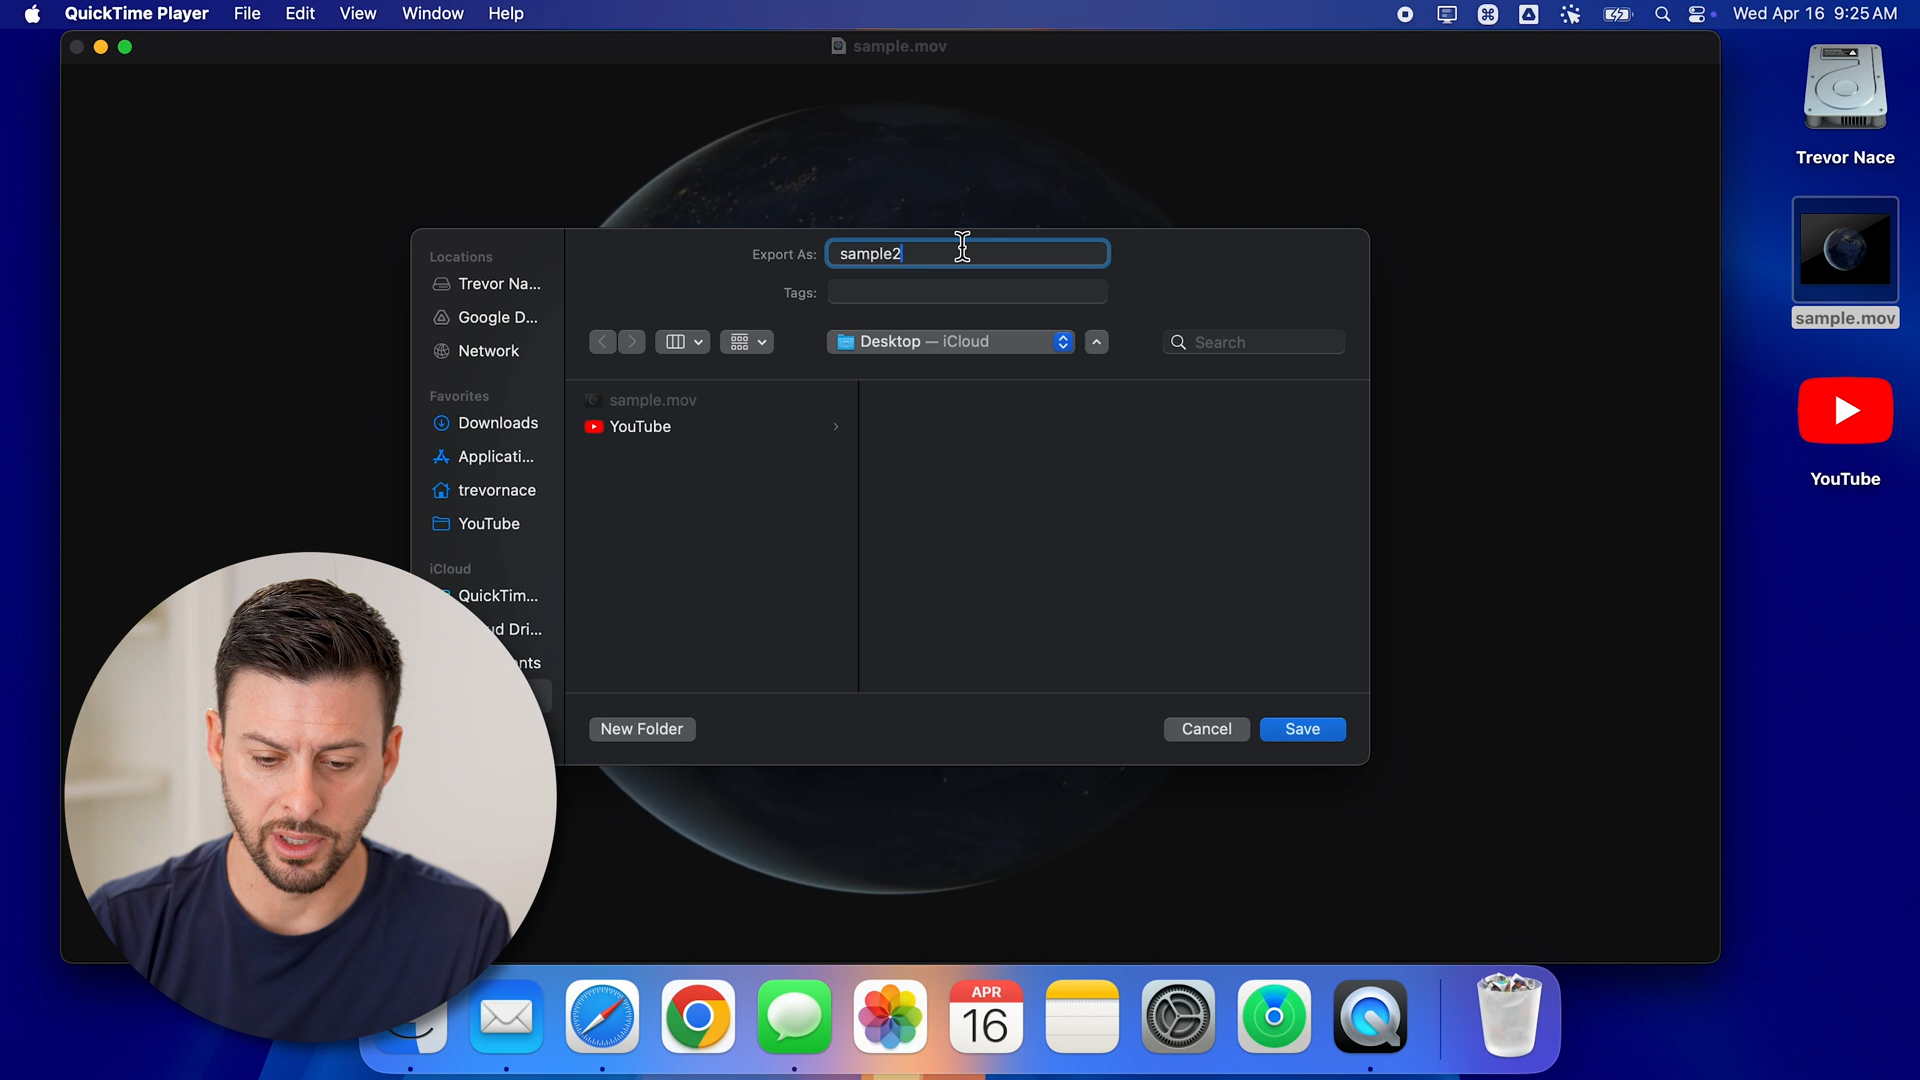 QuickTime Player File Edit View Window Help Wed Apr 16 9:25 AM
sample.mov
Trevor Nace
sample.mov
YouTube
Export As: sample2
Tags:
Desktop — iCloud
Search
Locations
Trevor Na...
Google D...
Network
Favorites
Downloads
Applicati...
trevornace
YouTube
iCloud
QuickTim...
sample.mov
YouTube
New Folder Cancel Save
APR
16